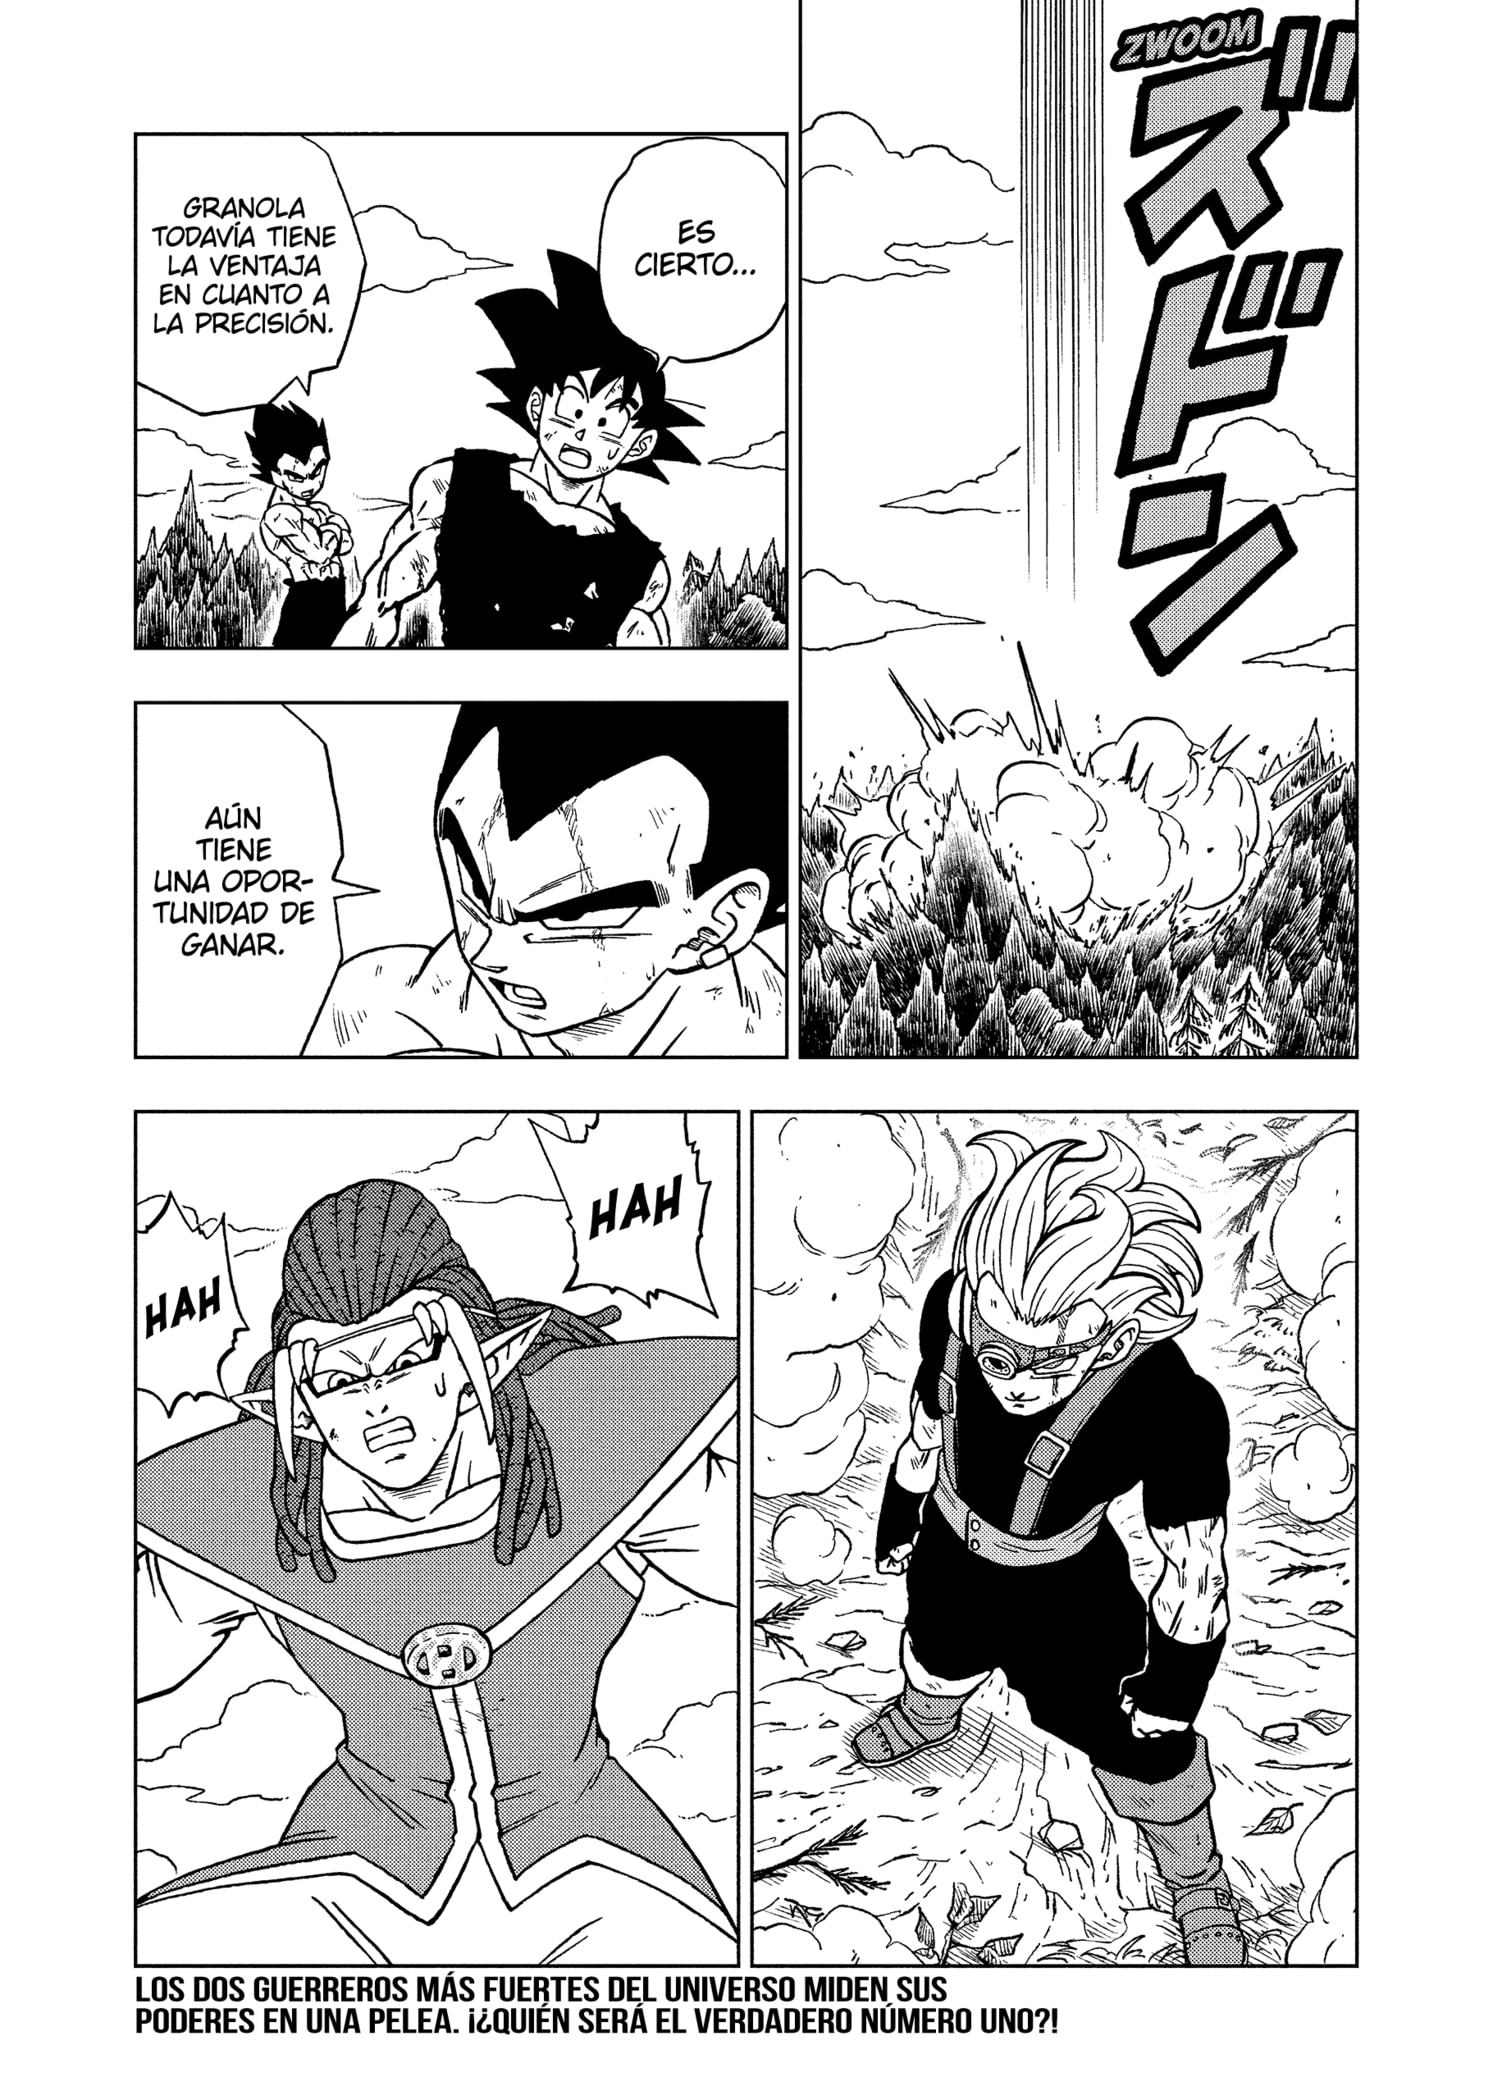 ZWOOM
ズドン
ES
CIERTO...
GRANOLA
TODAVÍA TIENE
LA VENTAJA
EN CUANTO A
LA PRECISIÓN.
AÚN
TIENE
UNA OPOR-
TUNIDAD DE
GANAR.
HAH
HAH
LOS DOS GUERREROS MÁS FUERTES DEL UNIVERSO MIDEN SUS
PODERES EN UNA PELEA. ¡¿QUIÉN SERÁ EL VERDADERO NÚMERO UNO?!